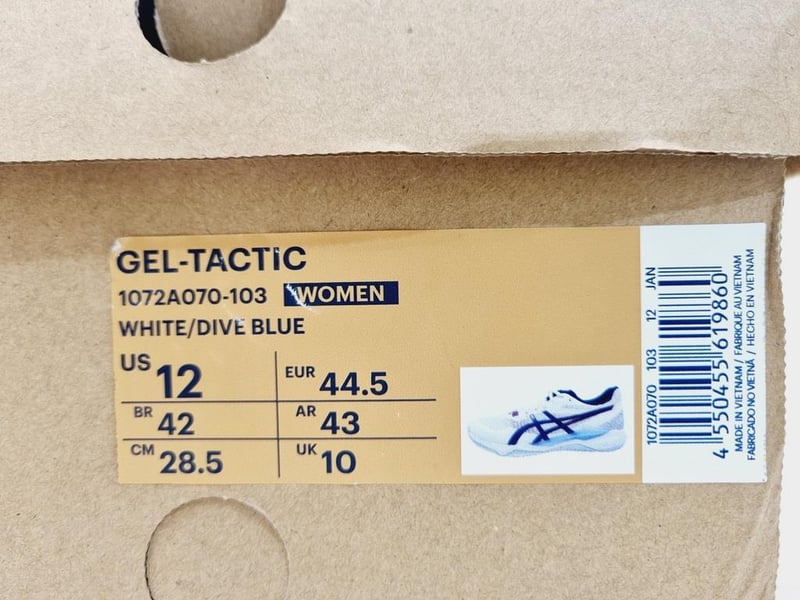 GEL-TACTIC
1072A070-103 WOMEN
WHITE/DIVE BLUE
US 12
EUR 44.5
BR 42
AR 43
CM 28.5
UK 10
1072A070 103 12 JAN
4 550455 619860
MADE IN VIETNAM / FABRIQUE AU VIETNAM
FABRICADO NO VIETNÃ / HECHO EN VIETNAM